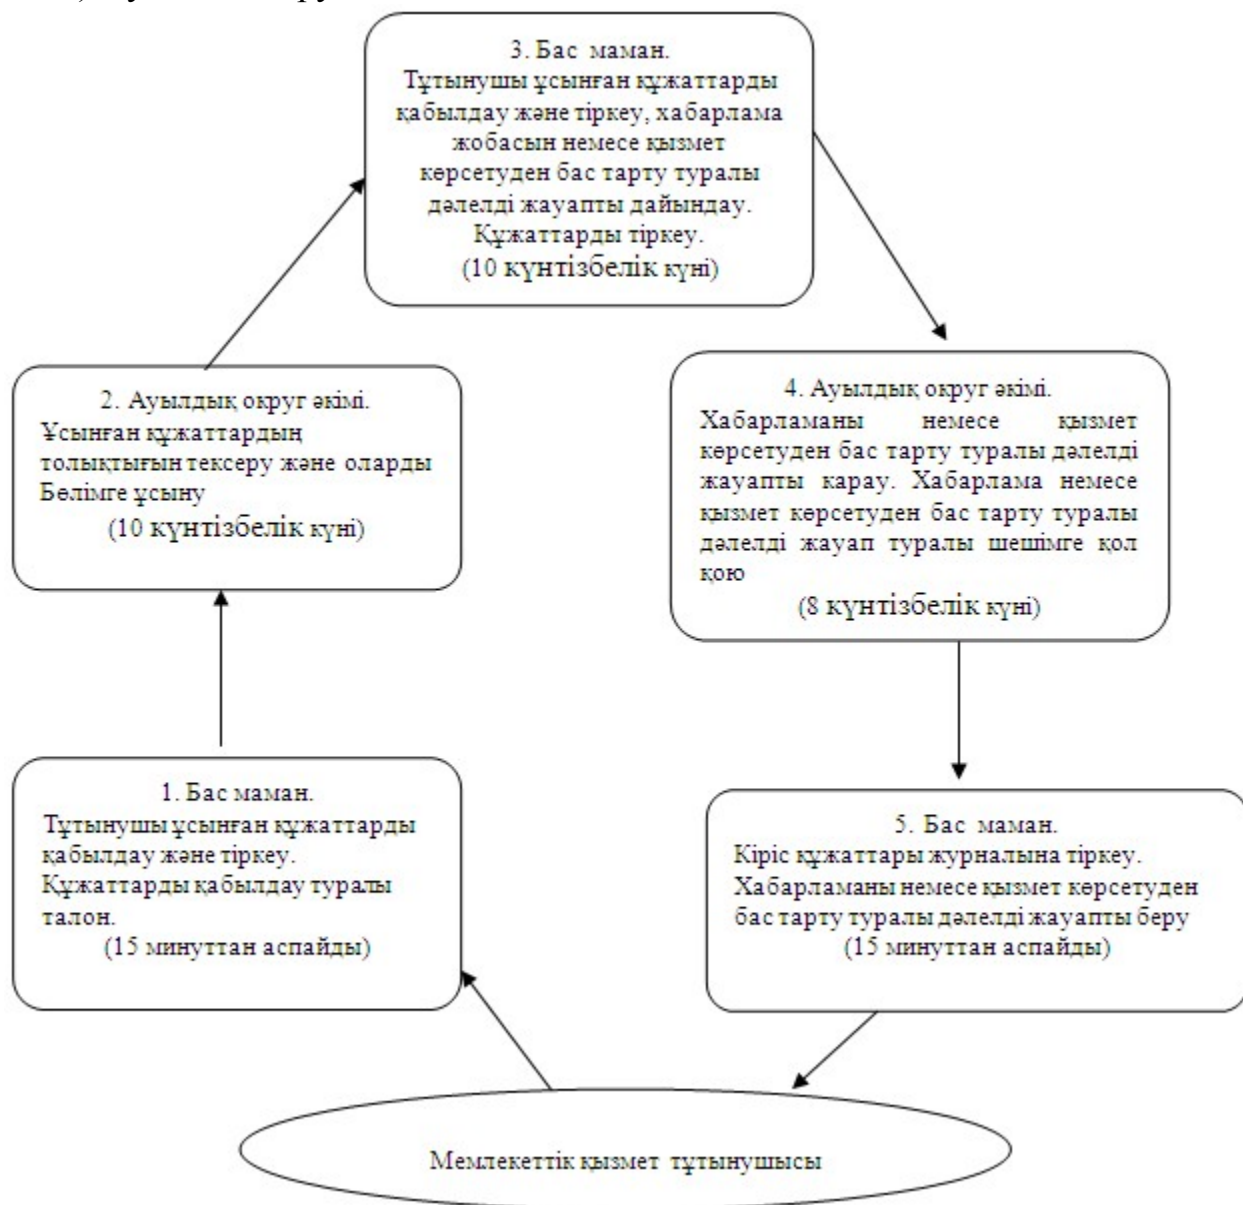 3. Бас маман.
Тұтынушы ұсынған құжаттарды
қабылдау және тіркеу, хабарлама
жобасын немесе қызмет
көрсетуден бас тарту туралы
дәлелді жауапты дайындау.
Құжаттарды тіркеу.
(10 күнтізбелік күні)
2. Ауылдық округ әкімі.
Ұсынған құжаттардың
толықтығын тексеру және оларды
Бөлімге ұсыну
(10 күнтізбелік күні)
4. Ауылдық округ әкімі.
Хабарламаны немесе қызмет
көрсетуден бас тарту туралы дәлелді
жауапты карау. Хабарлама немесе
қызмет көрсетуден бас тарту туралы
дәлелді жауап туралы шешімге қол
қою
(8 күнтізбелік күні)
1. Бас маман.
Тұтынушы ұсынған құжаттарды
қабылдау және тіркеу.
Құжаттарды қабылдау туралы
талон.
(15 минуттан аспайды)
5. Бас маман.
Кіріс құжаттары журналына тіркеу.
Хабарламаны немесе қызмет көрсетуден
бас тарту туралы дәлелді жауапты беру
(15 минуттан аспайды)
Мемлекеттік қызмет тұтынушысы